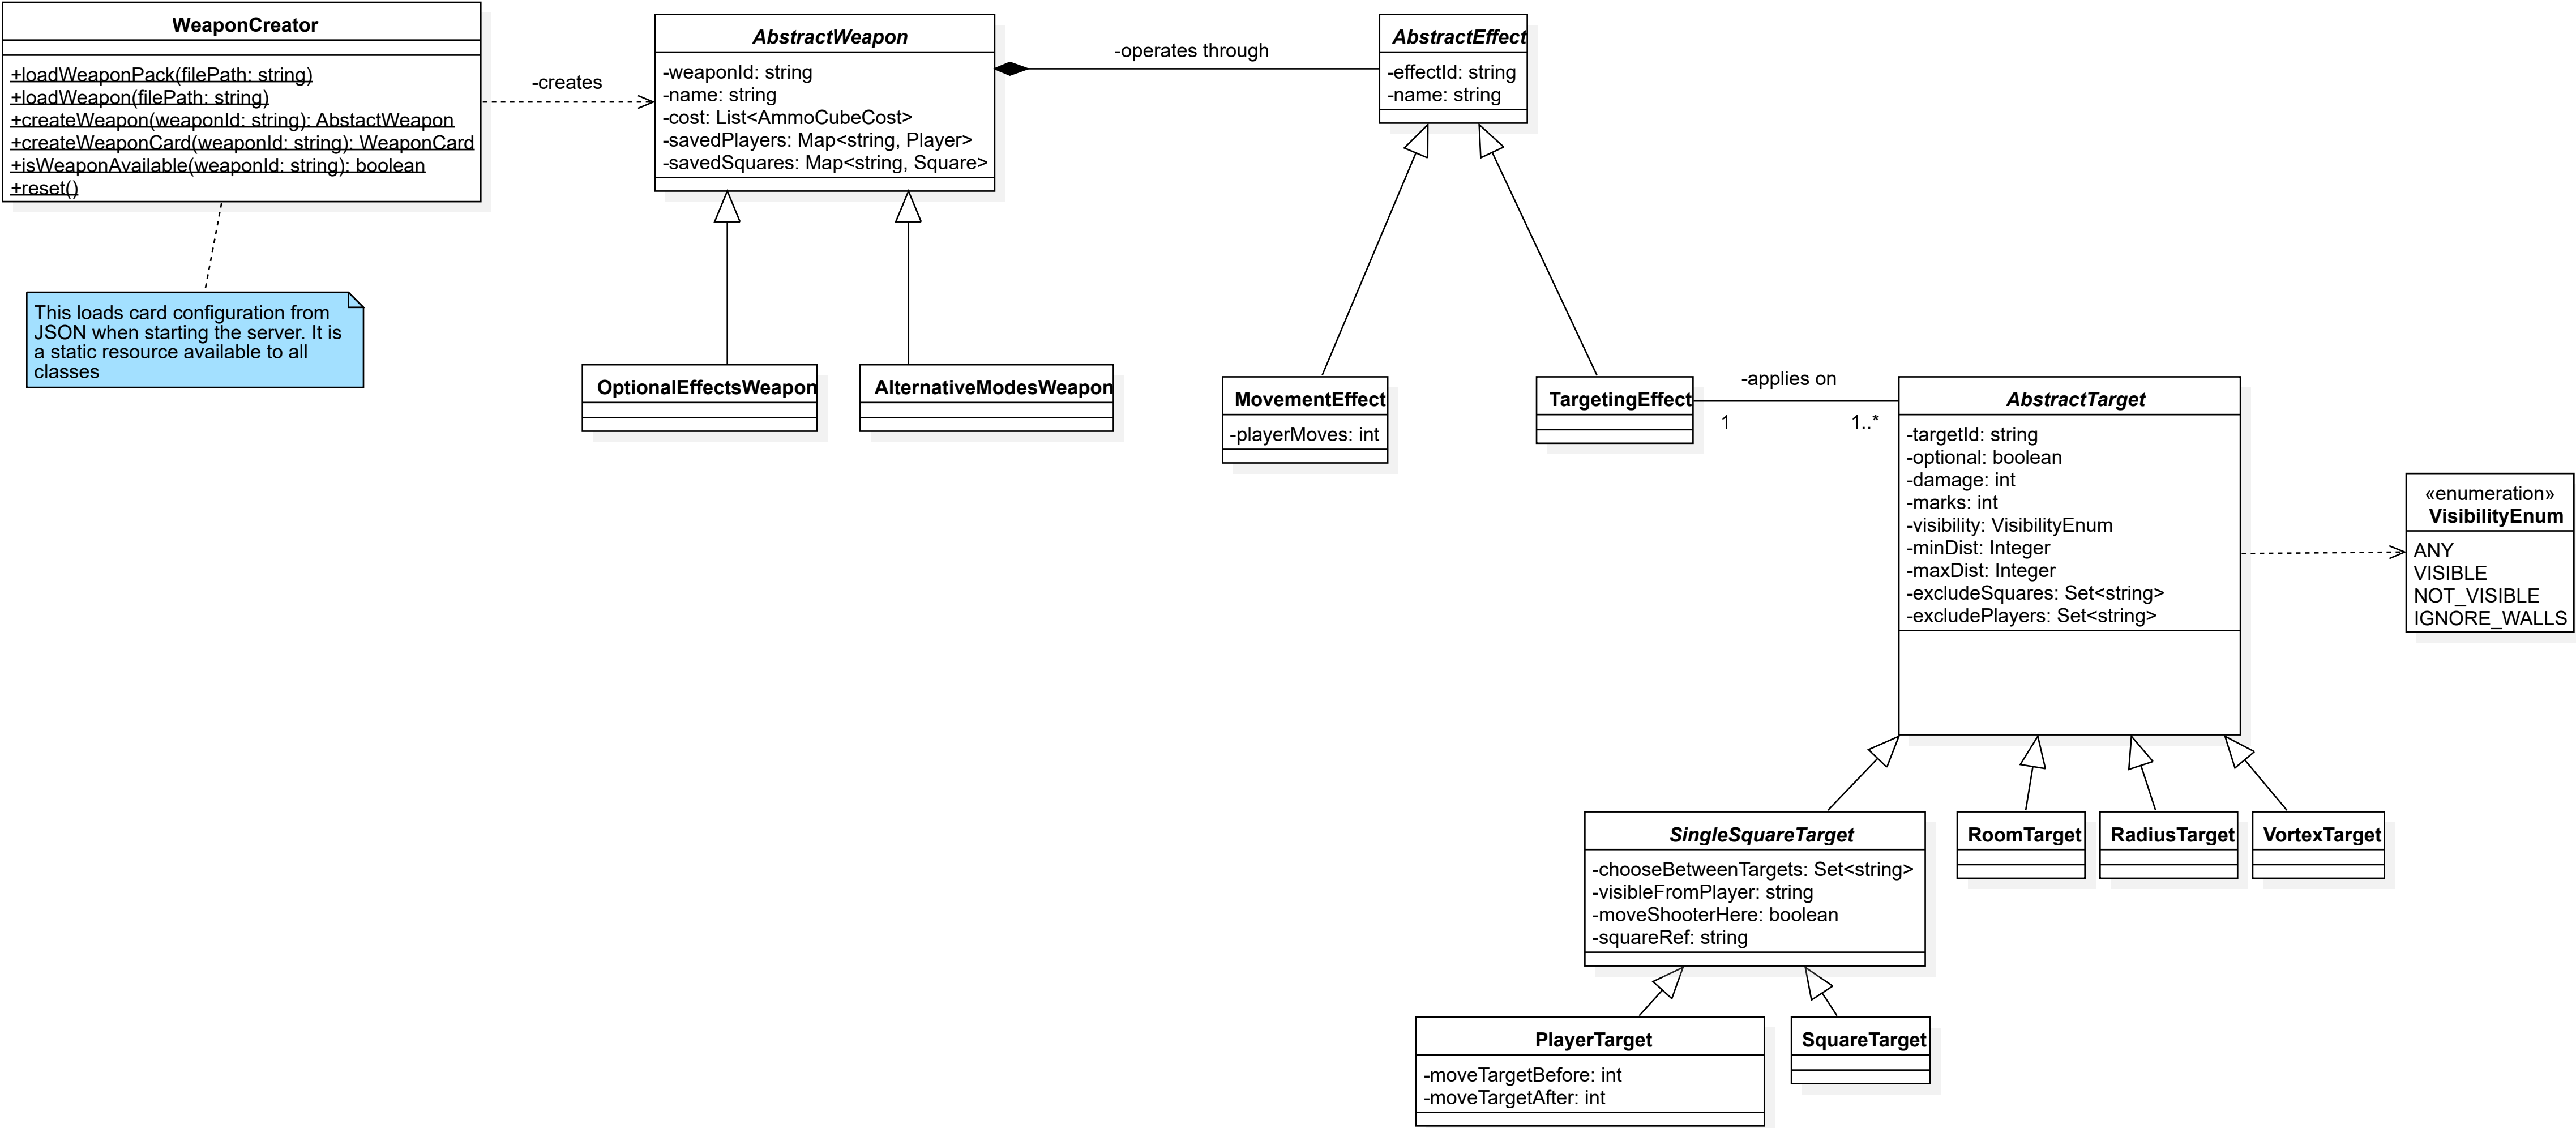 WeaponCreator
+loadWeaponPack(filePath: string)
+loadWeapon(filePath: string)
+createWeapon(weaponId: string): AbstactWeapon
+createWeaponCard(weaponId: string): WeaponCard
+isWeaponAvailable(weaponId: string): boolean
+reset()
This loads card configuration from
JSON when starting the server. It is
a static resource available to all
classes
-creates
AbstractWeapon
-weaponId: string
-name: string
-cost: List<AmmoCubeCost>
-savedPlayers: Map<string, Player>
-savedSquares: Map<string, Square>
-operates through
AbstractEffect
-effectId: string
-name: string
OptionalEffectsWeapon
AlternativeModesWeapon
MovementEffect
-playerMoves: int
TargetingEffect
-applies on
1
1..*
AbstractTarget
-targetId: string
-optional: boolean
-damage: int
-marks: int
-visibility: VisibilityEnum
-minDist: Integer
-maxDist: Integer
-excludeSquares: Set<string>
-excludePlayers: Set<string>
«enumeration»
VisibilityEnum
ANY
VISIBLE
NOT_VISIBLE
IGNORE_WALLS
SingleSquareTarget
-chooseBetweenTargets: Set<string>
-visibleFromPlayer: string
-moveShooterHere: boolean
-squareRef: string
RoomTarget
RadiusTarget
VortexTarget
PlayerTarget
-moveTargetBefore: int
-moveTargetAfter: int
SquareTarget